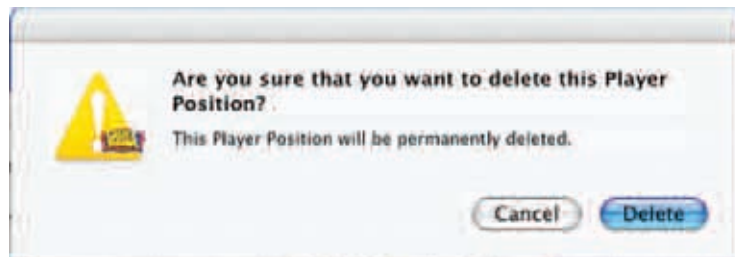 Are you sure that you want to delete this Player
Position?
This Player Position will be permanently deleted.
Cancel Delete